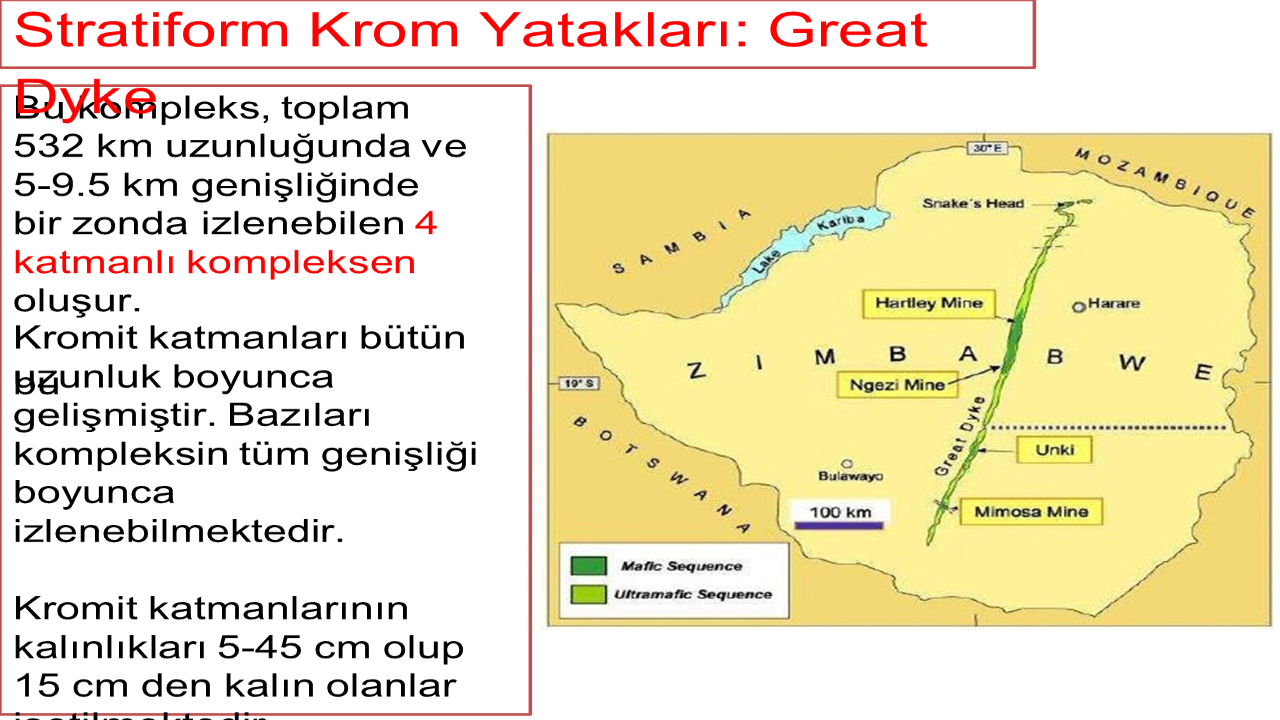 Stratiform Krom Yatakları: Great
Dyke
Bu kompleks, toplam
532 km uzunluğunda ve
5-9.5 km genişliğinde
bir zonda izlenebilen 4
katmanlı kompleksen
oluşur.
Kromit katmanları bütün
bu
uzunluk boyunca
gelişmiştir. Bazıları
kompleksin tüm genişliği
boyunca
izlenebilmektedir.
Kromit katmanlarının
kalınlıkları 5-45 cm olup
15 cm den kalın olanlar
30° E
MOZAMBIQUE
Snake's Head
SAMBIA
Lake Kariba
Hartley Mine
Harare
ZIMBABWE
19° S
Ngezi Mine
BOTSWANA
Great Dyke
Unki
Bulawayo
100 km
Mimosa Mine
Mafic Sequence
Ultramafic Sequence